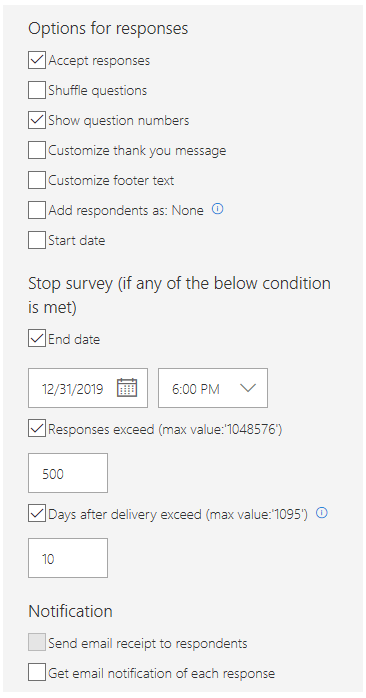 Options for responses
Accept responses
Shuffle questions
Show question numbers
Customize thank you message
Customize footer text
Add respondents as: None
Start date
Stop survey (if any of the below condition
is met)
End date
12/31/2019 6:00 PM
Responses exceed (max value:'1048576')
500
Days after delivery exceed (max value:'1095')
10
Notification
Send email receipt to respondents
Get email notification of each response